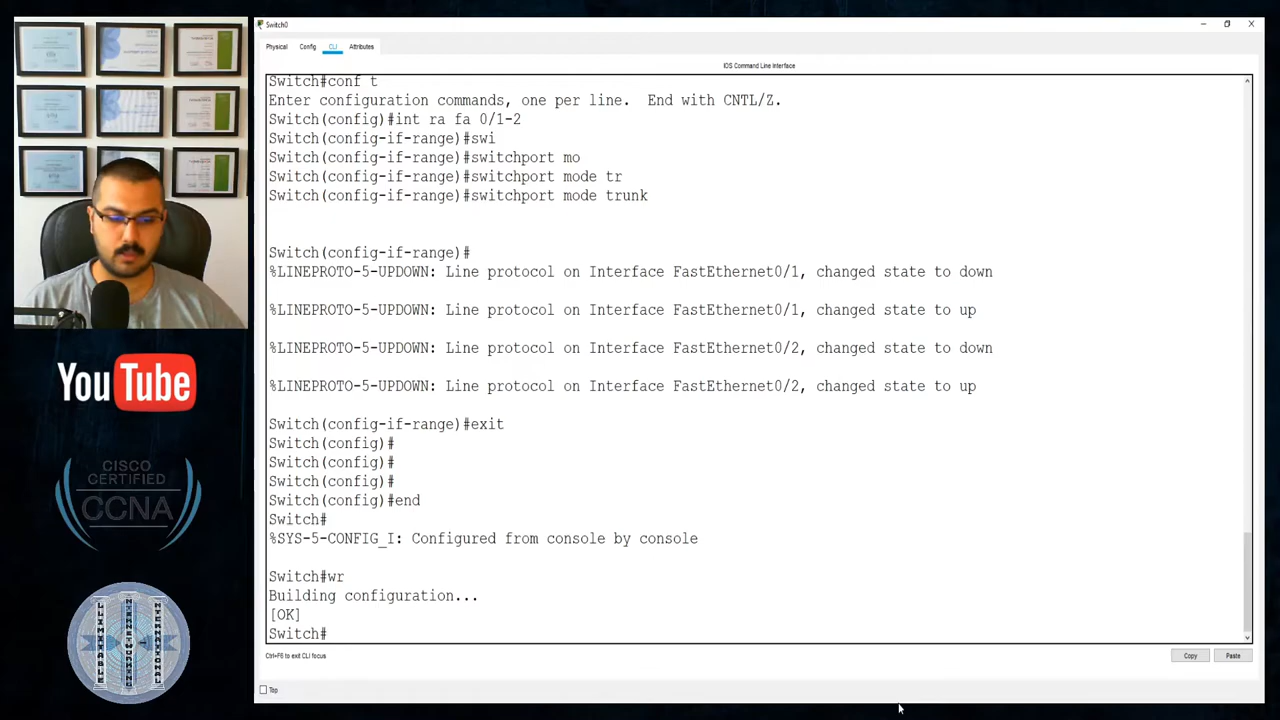 Switch0
Physical
Config
CLI
Attributes
IOS Command Line Interface
Switch#conf t
Enter configuration commands, one per line.  End with CNTL/Z.
Switch(config)#int ra fa 0/1-2
Switch(config-if-range)#swi
Switch(config-if-range)#switchport mo
Switch(config-if-range)#switchport mode tr
Switch(config-if-range)#switchport mode trunk
Switch(config-if-range)#
%LINEPROTO-5-UPDOWN: Line protocol on Interface FastEthernet0/1, changed state to down
%LINEPROTO-5-UPDOWN: Line protocol on Interface FastEthernet0/1, changed state to up
%LINEPROTO-5-UPDOWN: Line protocol on Interface FastEthernet0/2, changed state to down
%LINEPROTO-5-UPDOWN: Line protocol on Interface FastEthernet0/2, changed state to up
Switch(config-if-range)#exit
Switch(config)#
Switch(config)#
Switch(config)#
Switch(config)#end
Switch#
%SYS-5-CONFIG_I: Configured from console by console
Switch#wr
Building configuration...
[OK]
Switch#
Ctrl+F6 to exit CLI focus
Copy
Paste
Top
YouTube
CISCO
CERTIFIED
CCNA
ILLIMITABLE
INTERNETWORKING
INTERNATIONAL